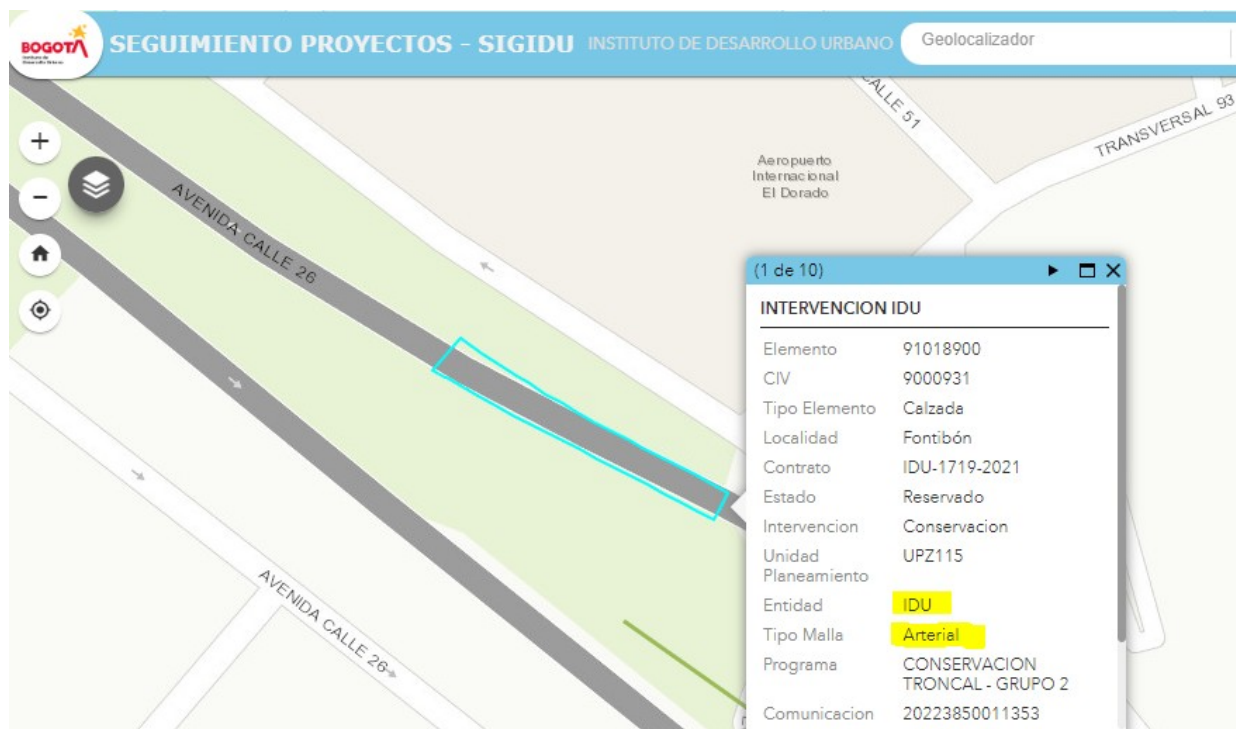 BOGOTÁ
SEGUIMIENTO PROYECTOS - SIGIDU
INSTITUTO DE DESARROLLO URBANO
Geolocalizador
CALLE 51
TRANSVERSAL 93
Aeropuerto
Internacional
El Dorado
AVENIDA CALLE 26
AVENIDA CALLE 26
(1 de 10)
INTERVENCION IDU
Elemento 91018900
CIV 9000931
Tipo Elemento Calzada
Localidad Fontibón
Contrato IDU-1719-2021
Estado Reservado
Intervencion Conservacion
Unidad UPZ115
Planeamiento
Entidad IDU
Tipo Malla Arterial
Programa CONSERVACION
TRONCAL - GRUPO 2
Comunicacion 20223850011353